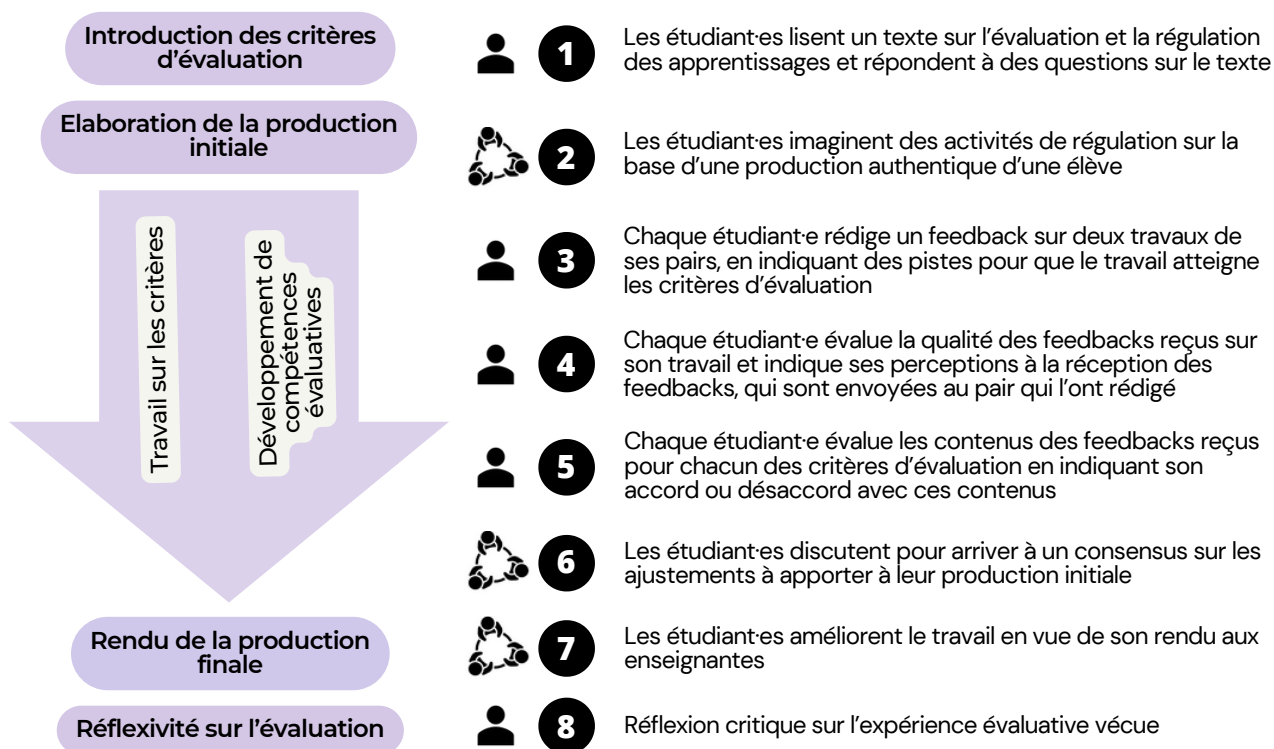 Introduction des critères
d'évaluation
1
Les étudiant·es lisent un texte sur l'évaluation et la régulation
des apprentissages et répondent à des questions sur le texte
Elaboration de la production
initiale
2
Les étudiant·es imaginent des activités de régulation sur la
base d'une production authentique d'une élève
Travail sur les critères
Développement de
compétences
évaluatives
3
Chaque étudiant·e rédige un feedback sur deux travaux de
ses pairs, en indiquant des pistes pour que le travail atteigne
les critères d'évaluation
4
Chaque étudiant·e évalue la qualité des feedbacks reçus sur
son travail et indique ses perceptions à la réception des
feedbacks, qui sont envoyées au pair qui l'ont rédigé
5
Chaque étudiant·e évalue les contenus des feedbacks reçus
pour chacun des critères d'évaluation en indiquant son
accord ou désaccord avec ces contenus
6
Les étudiant·es discutent pour arriver à un consensus sur les
ajustements à apporter à leur production initiale
Rendu de la production
finale
7
Les étudiant·es améliorent le travail en vue de son rendu aux
enseignantes
Réflexivité sur l'évaluation
8
Réflexion critique sur l'expérience évaluative vécue